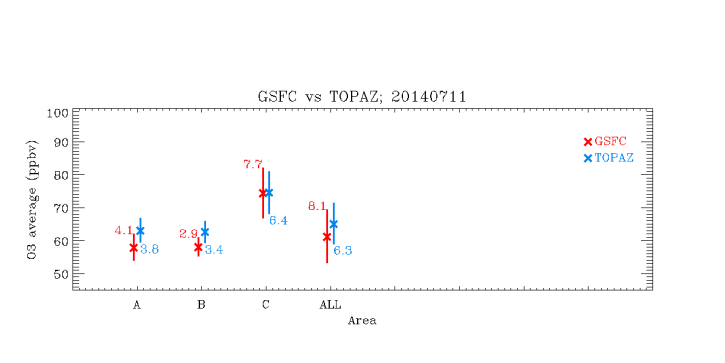 GSFC vs TOPAZ; 20140711
O3 average (ppbv)
100
90
80
70
60
50
GSFC
TOPAZ
4.1
3.8
2.9
3.4
7.7
6.4
8.1
6.3
A B C ALL
Area